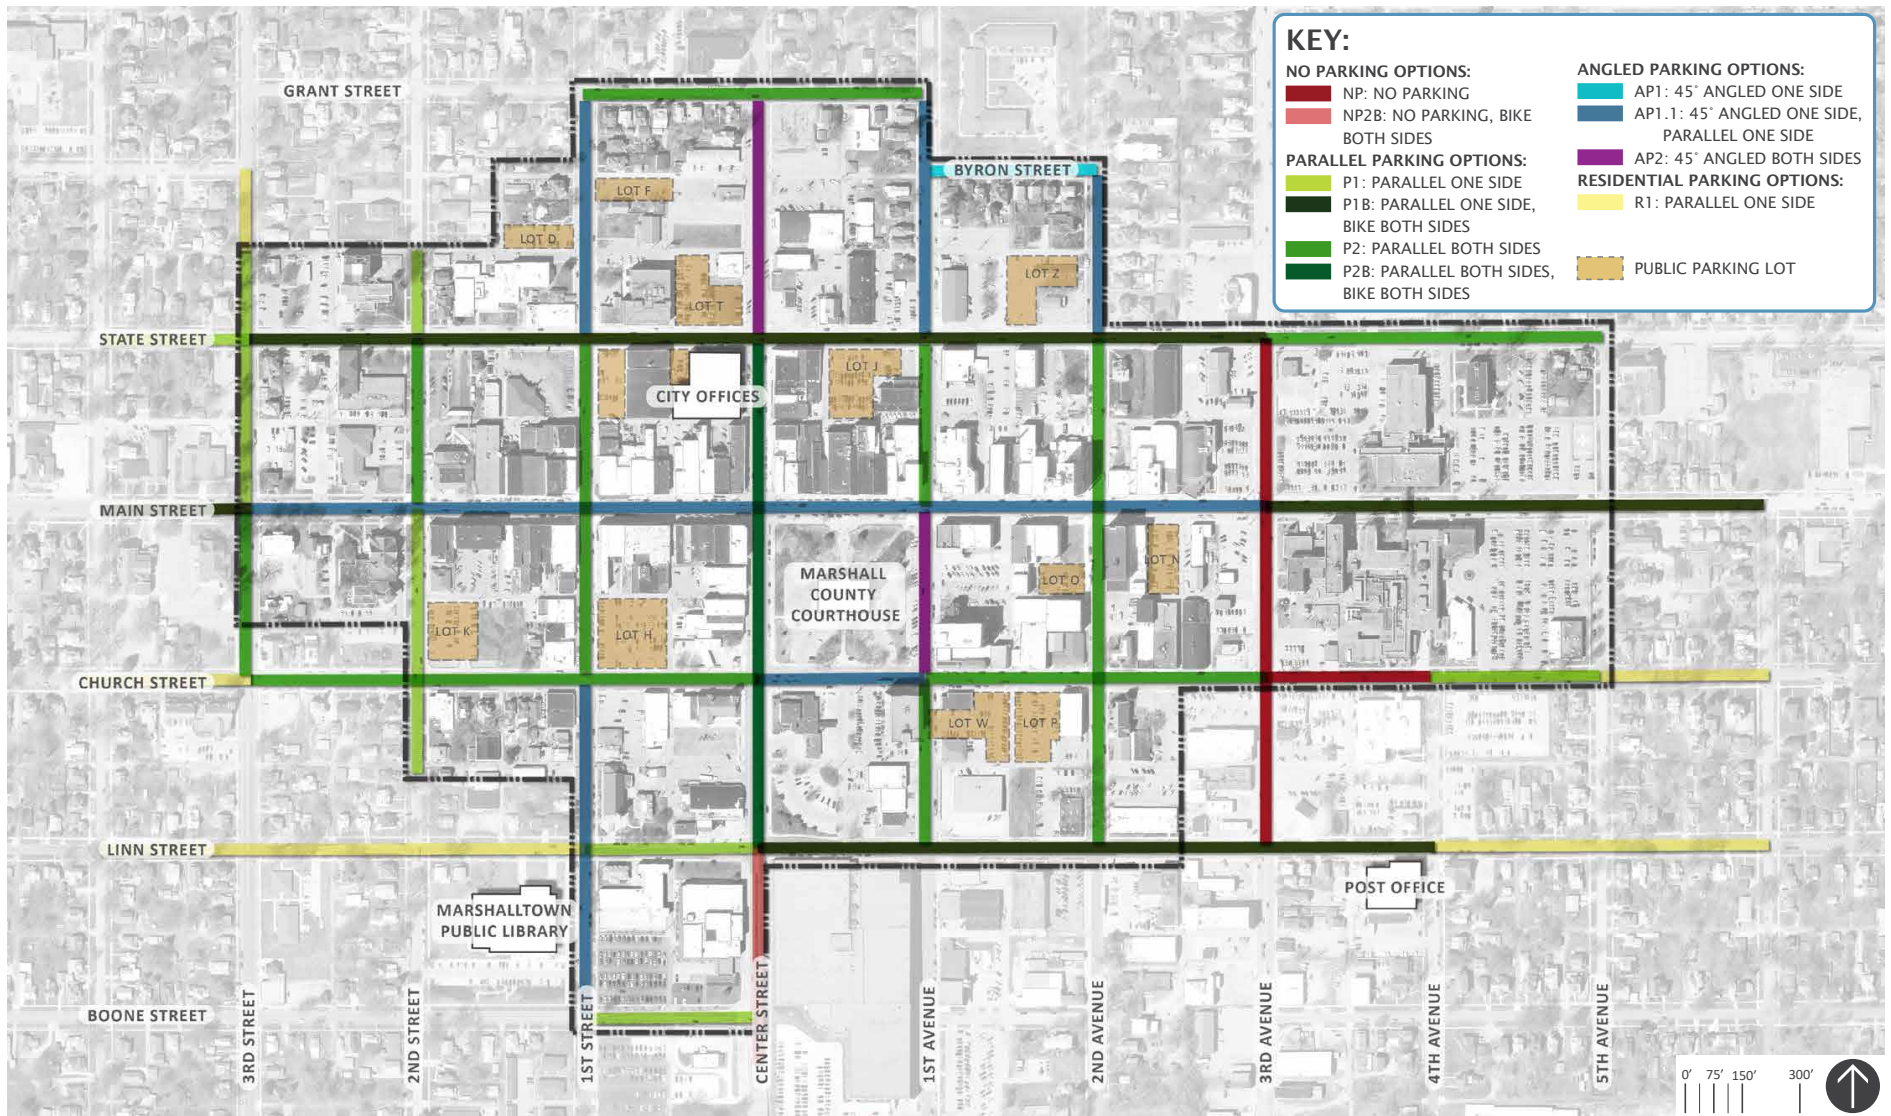 KEY:
NO PARKING OPTIONS:
NP: NO PARKING
NP2B: NO PARKING, BIKE
BOTH SIDES
PARALLEL PARKING OPTIONS:
P1: PARALLEL ONE SIDE
P1B: PARALLEL ONE SIDE,
BIKE BOTH SIDES
P2: PARALLEL BOTH SIDES
P2B: PARALLEL BOTH SIDES,
BIKE BOTH SIDES
ANGLED PARKING OPTIONS:
AP1: 45° ANGLED ONE SIDE
AP1.1: 45° ANGLED ONE SIDE,
PARALLEL ONE SIDE
AP2: 45° ANGLED BOTH SIDES
RESIDENTIAL PARKING OPTIONS:
R1: PARALLEL ONE SIDE
PUBLIC PARKING LOT
GRANT STREET
BYRON STREET
LOT F
LOT D
LOT Z
LOT T
STATE STREET
LOT J
CITY OFFICES
MAIN STREET
LOT N
LOT O
MARSHALL
COUNTY
COURTHOUSE
LOT K
LOT H
CHURCH STREET
LOT W
LOT P
LINN STREET
POST OFFICE
MARSHALLTOWN
PUBLIC LIBRARY
BOONE STREET
3RD STREET
2ND STREET
1ST STREET
CENTER STREET
1ST AVENUE
2ND AVENUE
3RD AVENUE
4TH AVENUE
5TH AVENUE
0' 75' 150' 300'